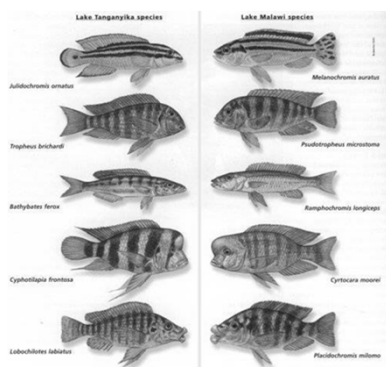 Lake Tanganyika species
Lake Malawi species
Julidochromis ornatus
Melanochromis auratus
Tropheus brichardi
Psudotropheus microstoma
Bathybates ferox
Ramphochromis longiceps
Cyphotilapia frontosa
Cyrtocara moorei
Lobochilotes labiatus
Placidochromis milomo